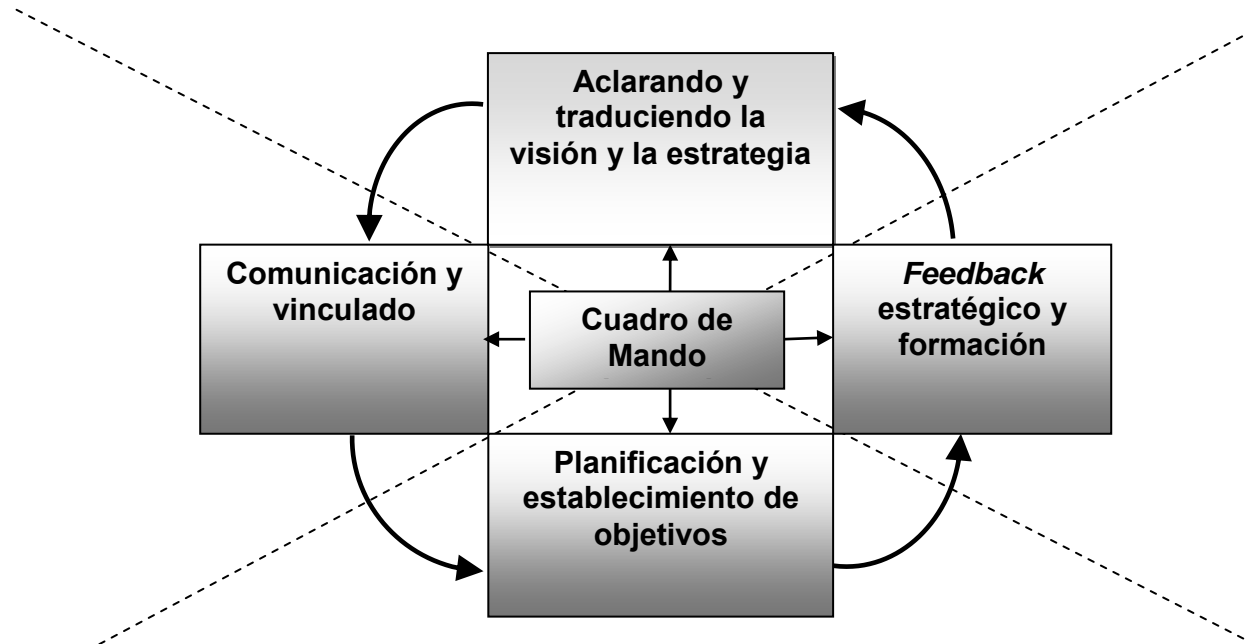 Aclarando y
traduciendo la
visión y la estrategia
Comunicación y
vinculado
Cuadro de
Mando
Feedback
estratégico y
formación
Planificación y
establecimiento de
objetivos